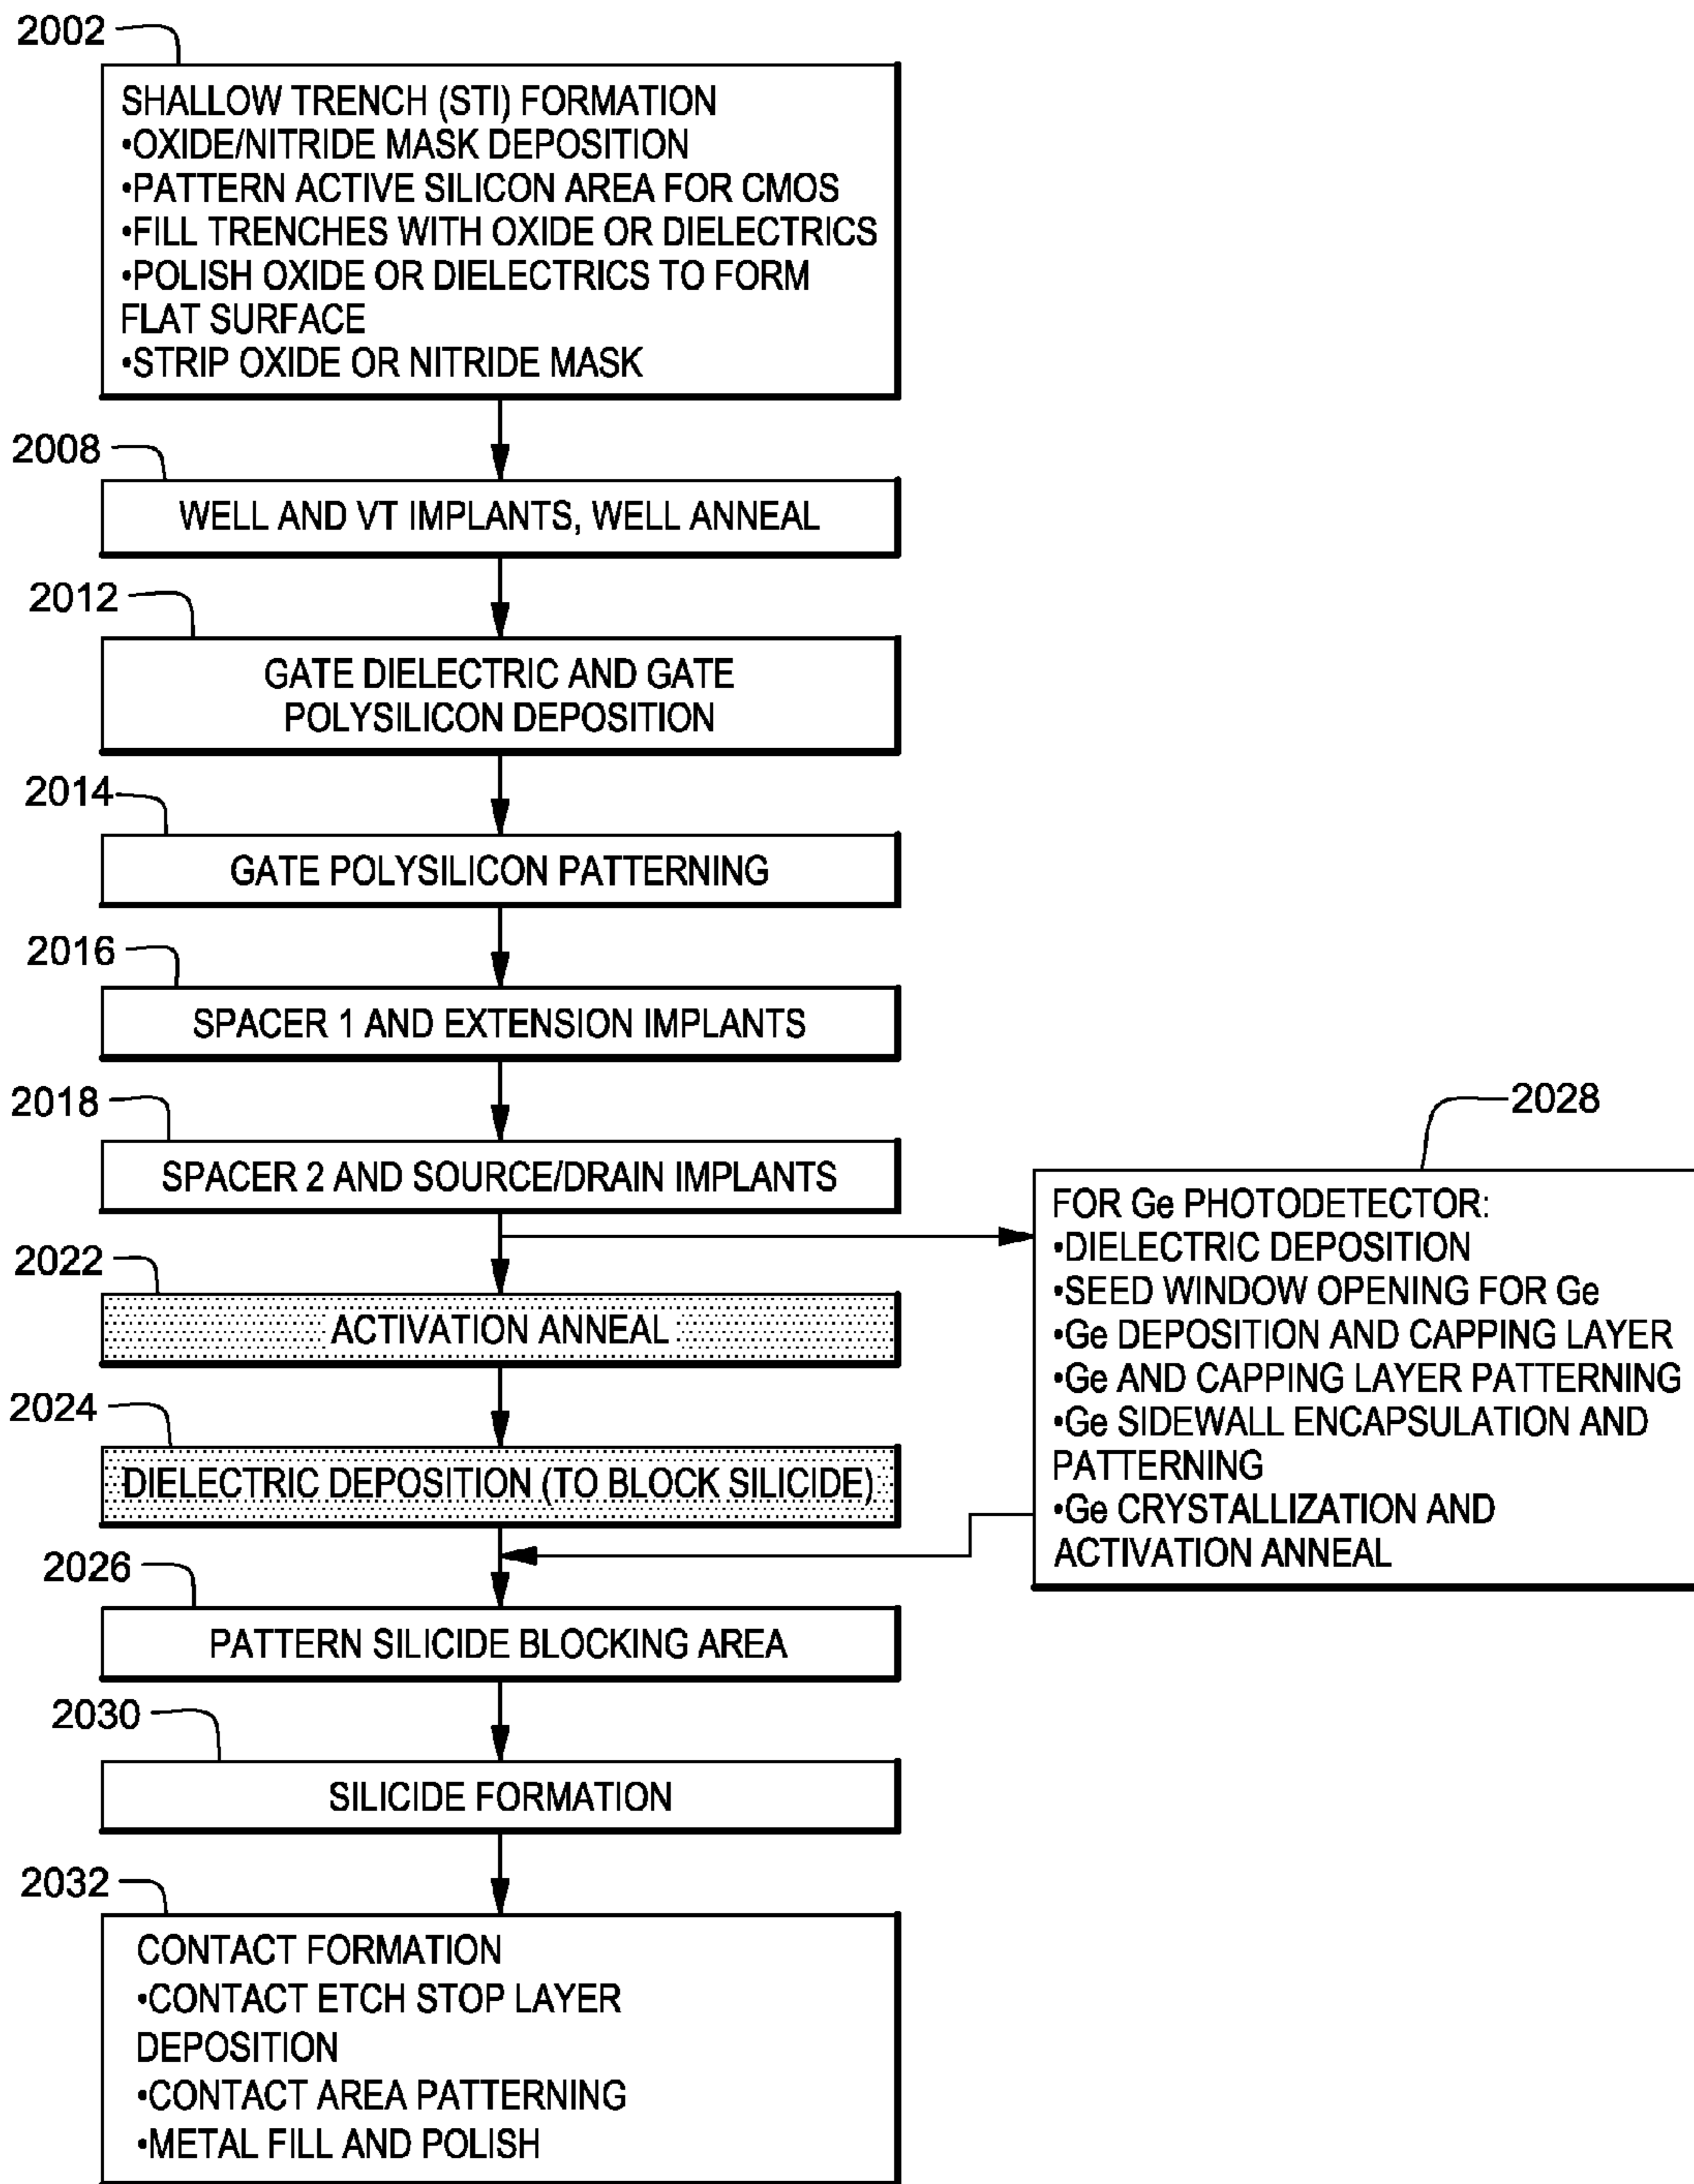 2002
SHALLOW TRENCH (STI) FORMATION
•OXIDE/NITRIDE MASK DEPOSITION
•PATTERN ACTIVE SILICON AREA FOR CMOS
•FILL TRENCHES WITH OXIDE OR DIELECTRICS
•POLISH OXIDE OR DIELECTRICS TO FORM
FLAT SURFACE
•STRIP OXIDE OR NITRIDE MASK
2008
WELL AND VT IMPLANTS, WELL ANNEAL
2012
GATE DIELECTRIC AND GATE
POLYSILICON DEPOSITION
2014
GATE POLYSILICON PATTERNING
2016
SPACER 1 AND EXTENSION IMPLANTS
2018
SPACER 2 AND SOURCE/DRAIN IMPLANTS
2022
ACTIVATION ANNEAL
2024
DIELECTRIC DEPOSITION (TO BLOCK SILICIDE)
2028
FOR Ge PHOTODETECTOR:
•DIELECTRIC DEPOSITION
•SEED WINDOW OPENING FOR Ge
•Ge DEPOSITION AND CAPPING LAYER
•Ge AND CAPPING LAYER PATTERNING
•Ge SIDEWALL ENCAPSULATION AND
PATTERNING
•Ge CRYSTALLIZATION AND
ACTIVATION ANNEAL
2026
PATTERN SILICIDE BLOCKING AREA
2030
SILICIDE FORMATION
2032
CONTACT FORMATION
•CONTACT ETCH STOP LAYER
DEPOSITION
•CONTACT AREA PATTERNING
•METAL FILL AND POLISH